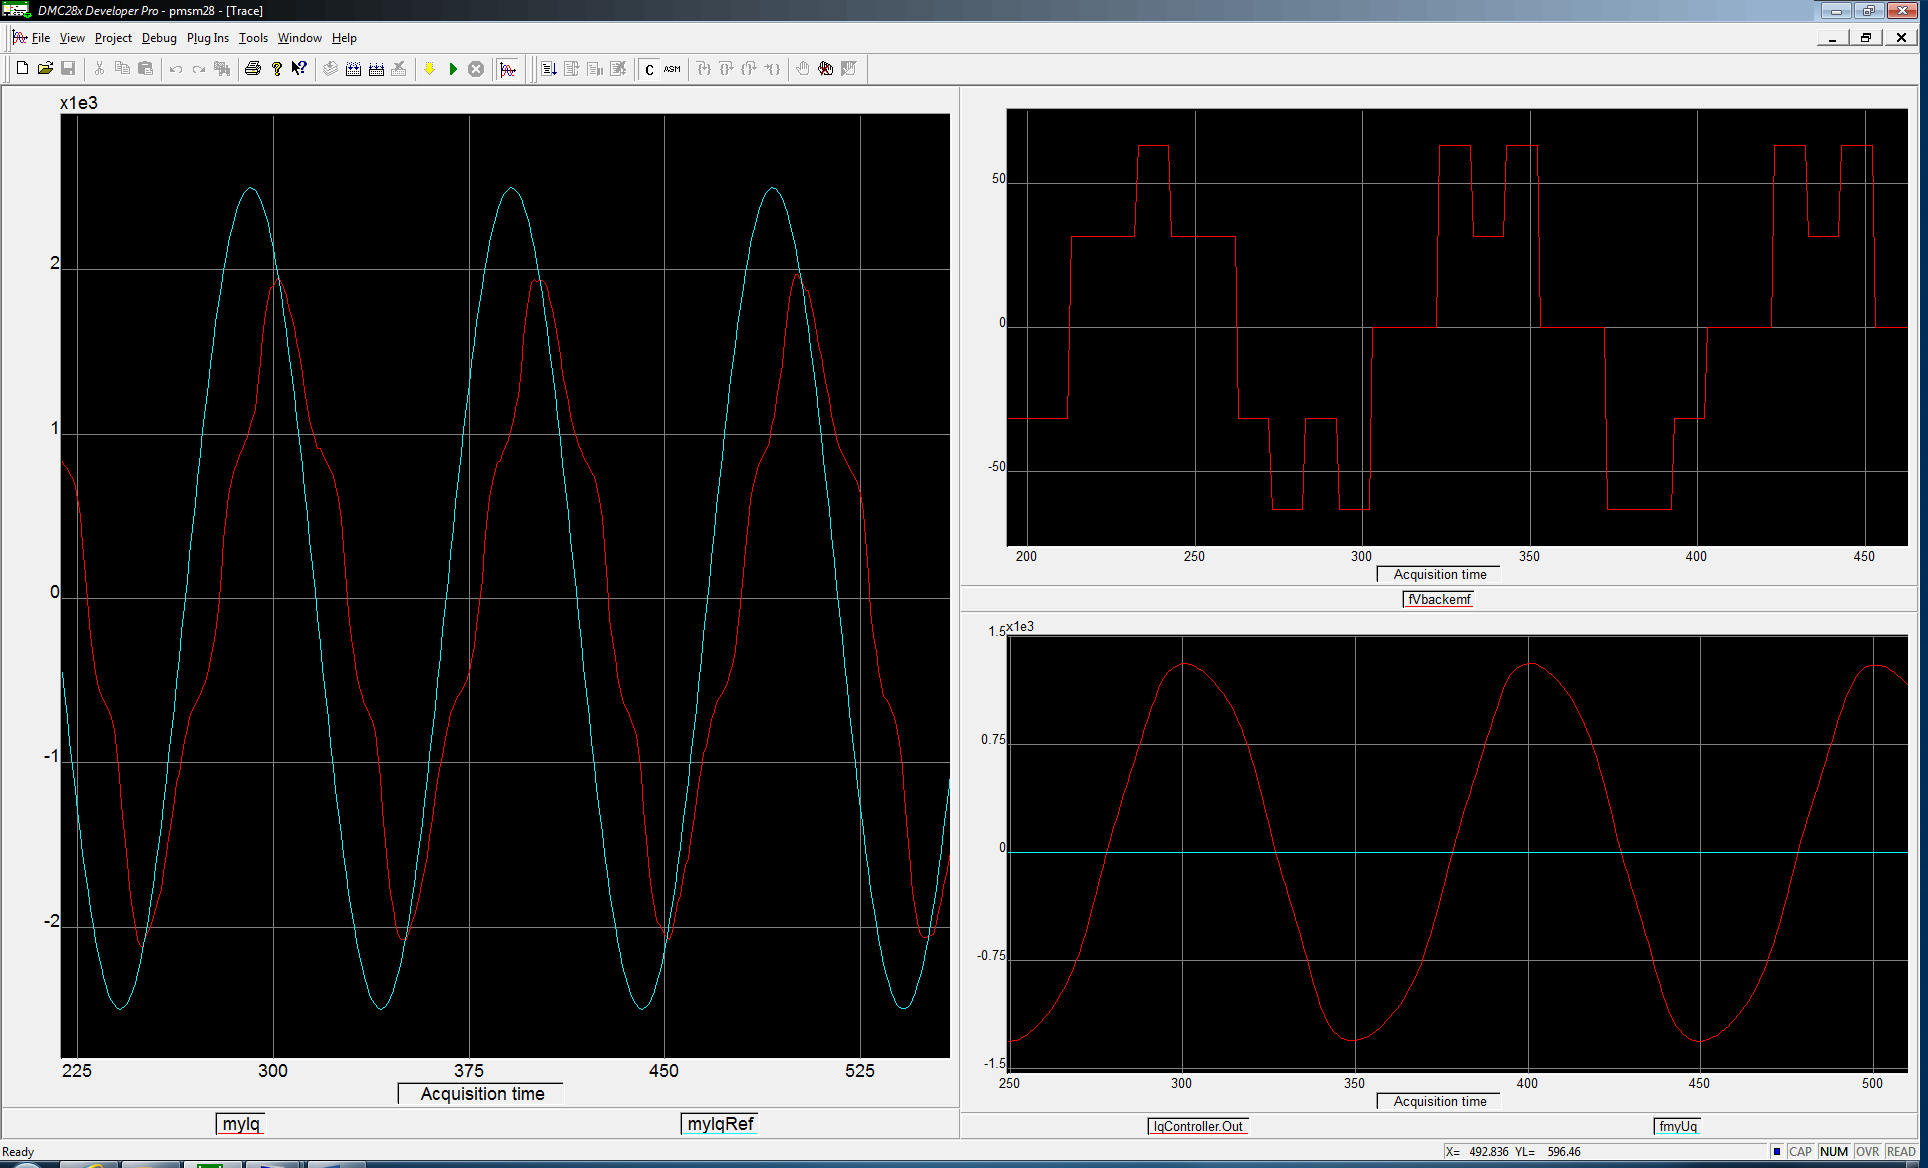 DMC28x Developer Pro - pmsm28 - [Trace]
File View Project Debug Plug Ins Tools Window Help
C ASM
x1e3
2
1
0
-1
-2
225 300 375 450 525
Acquisition time
myIq myIqRef
50
0
-50
200 250 300 350 400 450
Acquisition time
fVbackemf
1.5 x1e3
0.75
0
-0.75
-1.5
250 300 350 400 450 500
Acquisition time
IqController.Out fmyUq
Ready X= 492.836 YL= 596.46 CAP NUM OVR READ